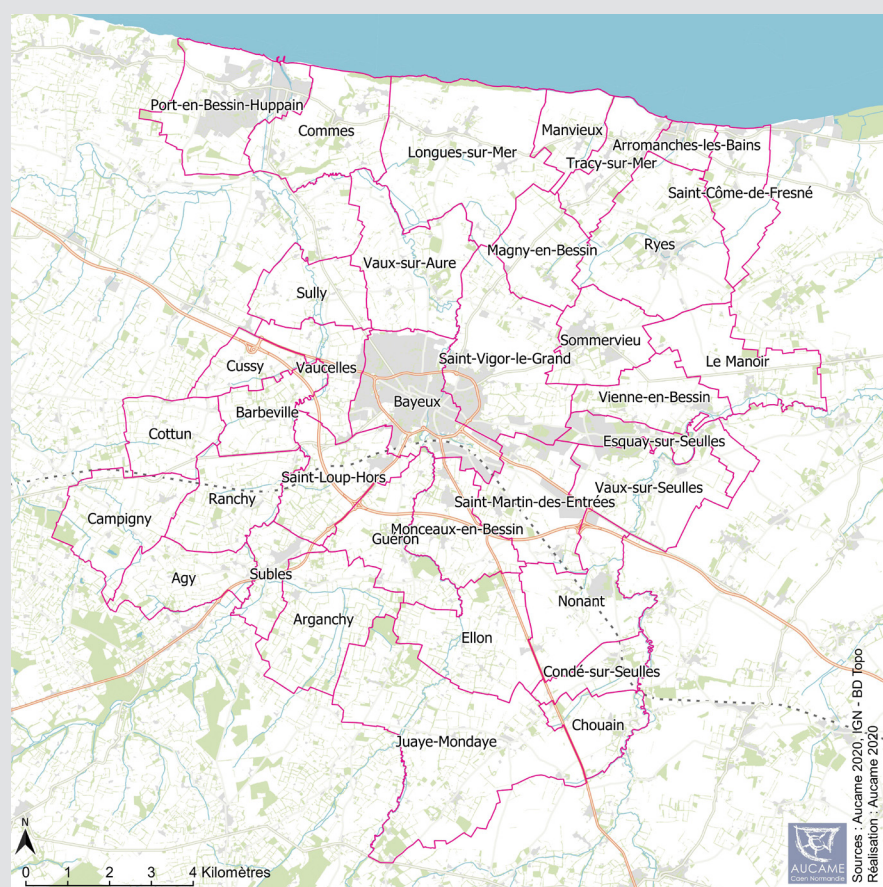 Port-en-Bessin-Huppain
Commes
Longues-sur-Mer
Manvieux
Arromanches-les-Bains
Tracy-sur-Mer
Saint-Côme-de-Fresné
Magny-en-Bessin
Ryes
Vaux-sur-Aure
Sully
Sommervieu
Saint-Vigor-le-Grand
Le Manoir
Cussy
Vaucelles
Bayeux
Vienne-en-Bessin
Barbeville
Cottun
Esquay-sur-Seulles
Saint-Loup-Hors
Vaux-sur-Seulles
Ranchy
Saint-Martin-des-Entrées
Campigny
Monceaux-en-Bessin
Guéron
Agy
Subles
Nonant
Arganchy
Ellon
Condé-sur-Seulles
Chouain
Juaye-Mondaye
N
0 1 2 3 4 Kilomètres
AUCAME
Caen Normandie
Sources : Aucame 2020, IGN - BD Topo
Réalisation : Aucame 2020